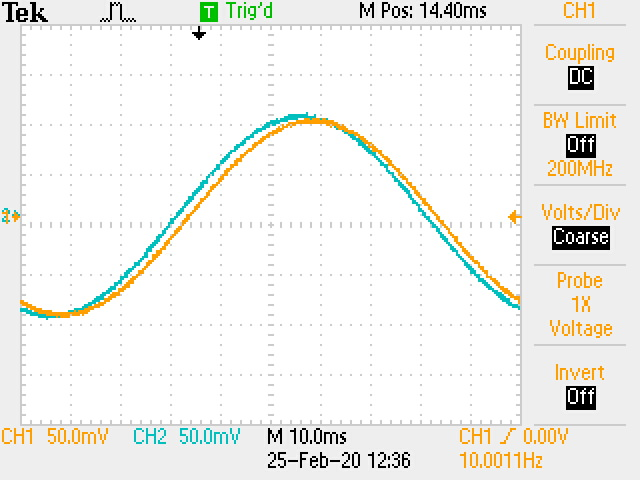 Tek T Trig'd M Pos: 14.40ms CH1
Coupling
DC
BW Limit
Off
200MHz
Volts/Div
Coarse
Probe
1X
Voltage
Invert
Off
CH1 50.0mV CH2 50.0mV M 10.0ms CH1 0.00V
25-Feb-20 12:36 10.0011Hz